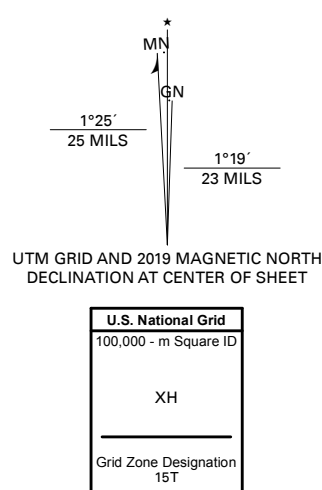 ★
MN
GN
1°25´
25 MILS
1°19´
23 MILS
UTM GRID AND 2019 MAGNETIC NORTH
DECLINATION AT CENTER OF SHEET
U.S. National Grid
100,000 - m Square ID
XH
Grid Zone Designation
15T